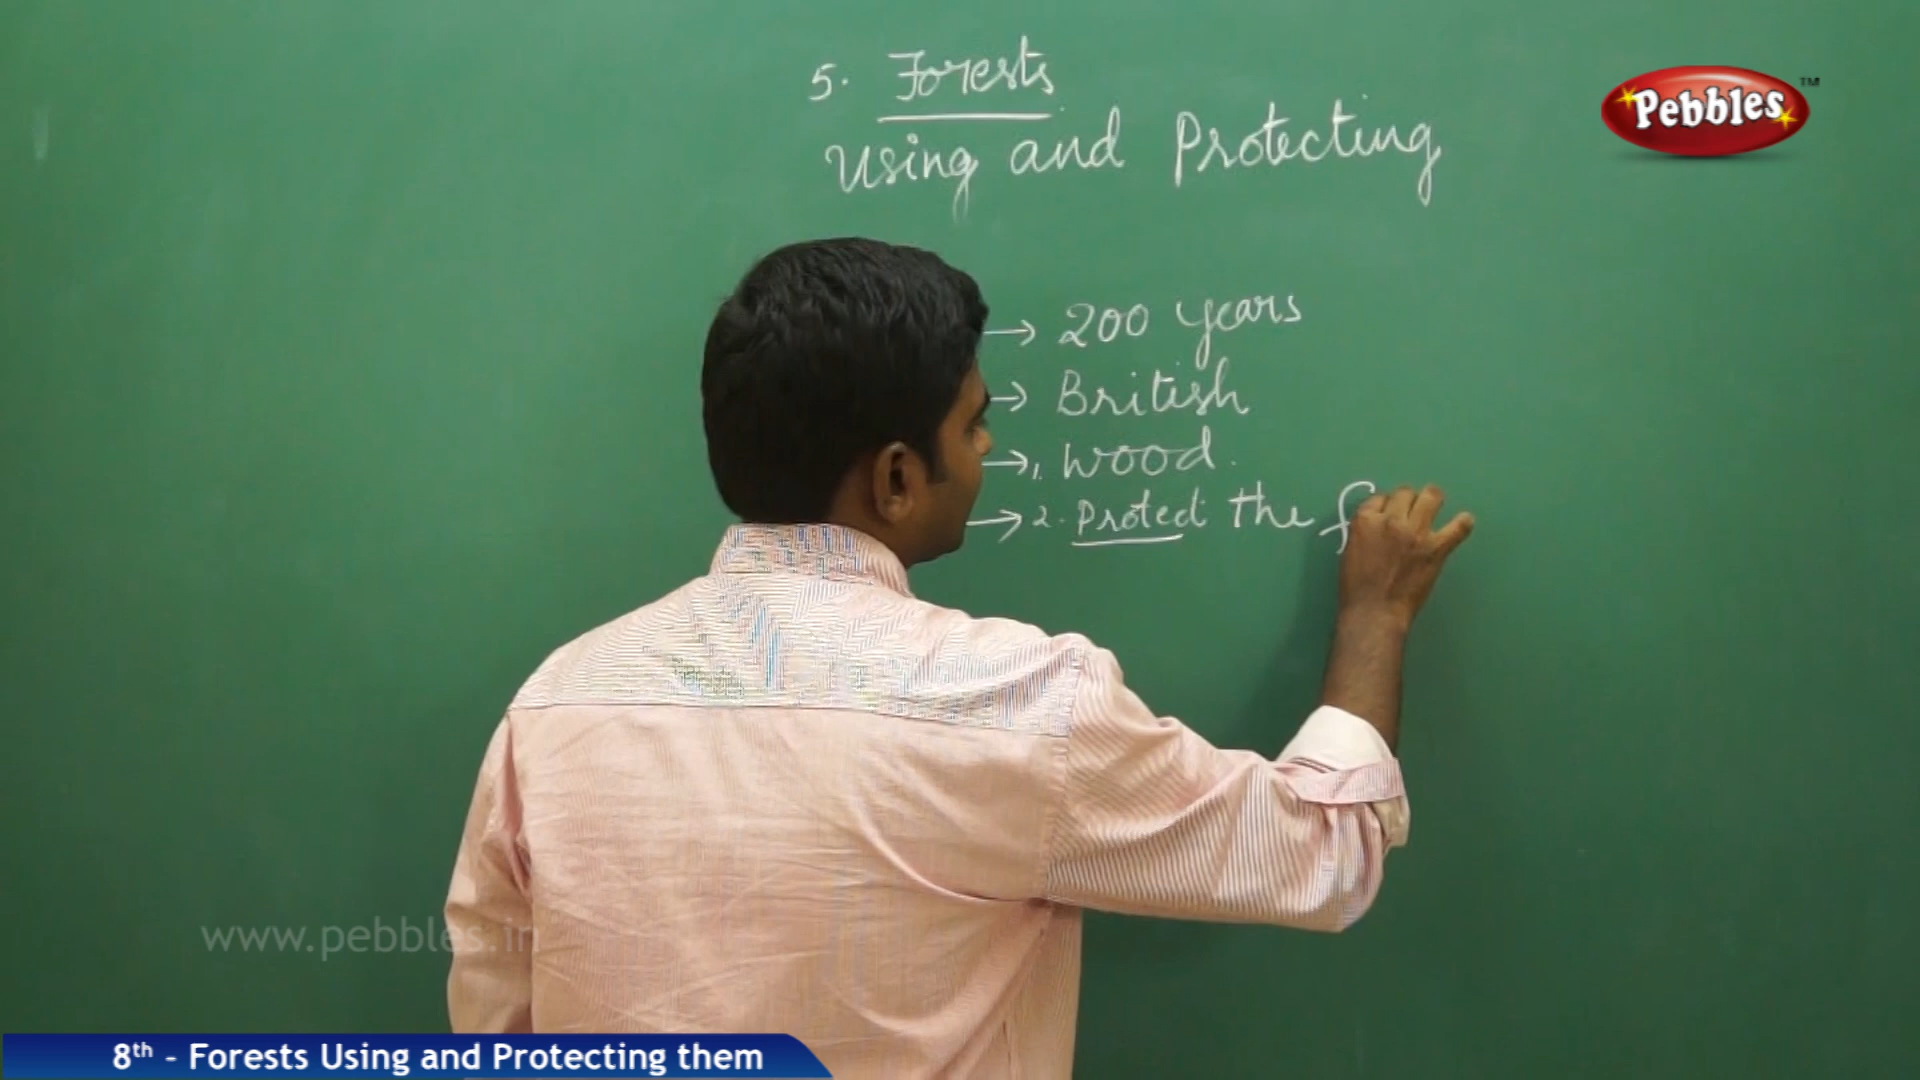 5. Forests
Using and Protecting
Pebbles™
→ 200 years
→ British
→ 1. Wood.
→ 2. Protect the f
www.pebbles.in
8th - Forests Using and Protecting them